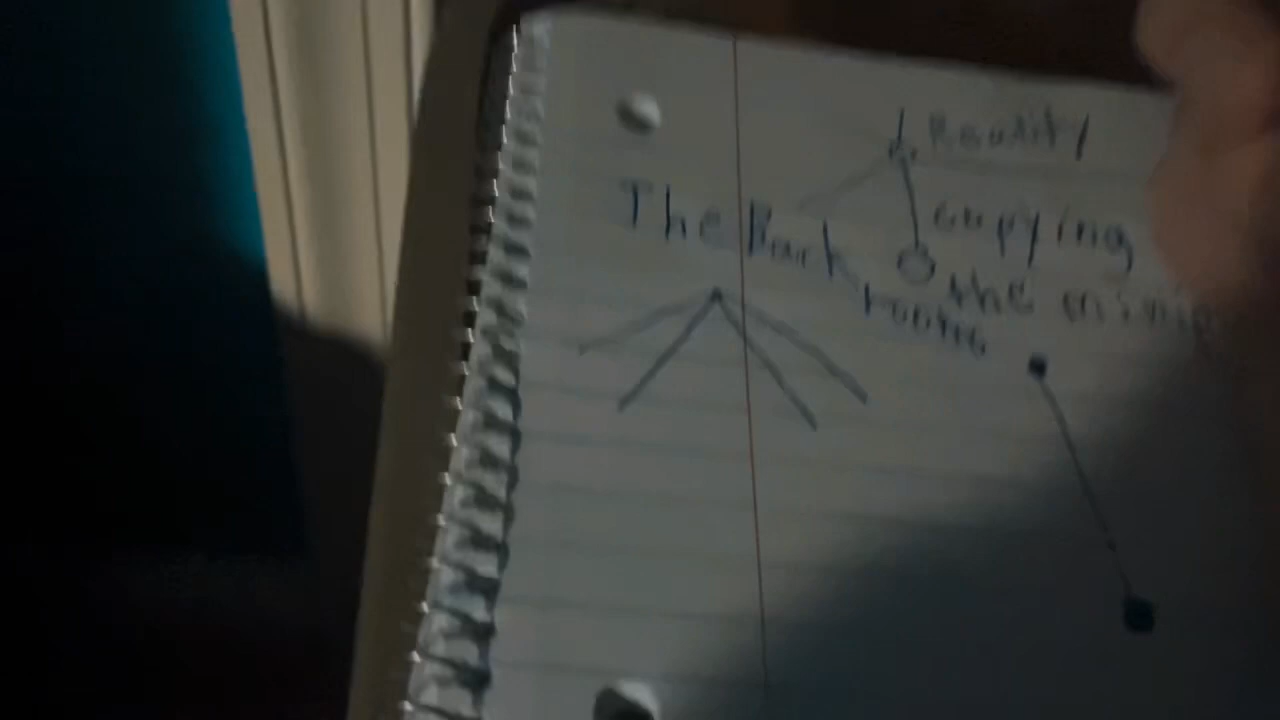 Reality
Copying
the
The Back
rooms